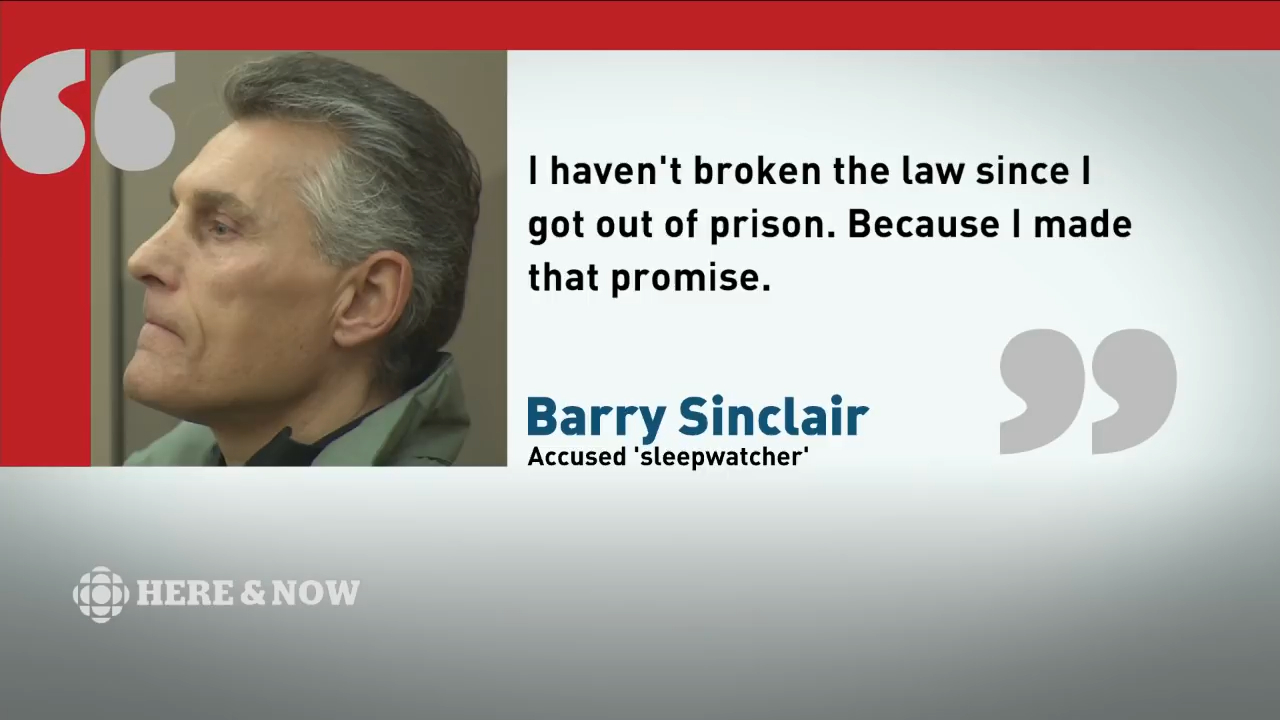 I haven't broken the law since I
got out of prison. Because I made
that promise.
Barry Sinclair
Accused 'sleepwatcher'
HERE & NOW